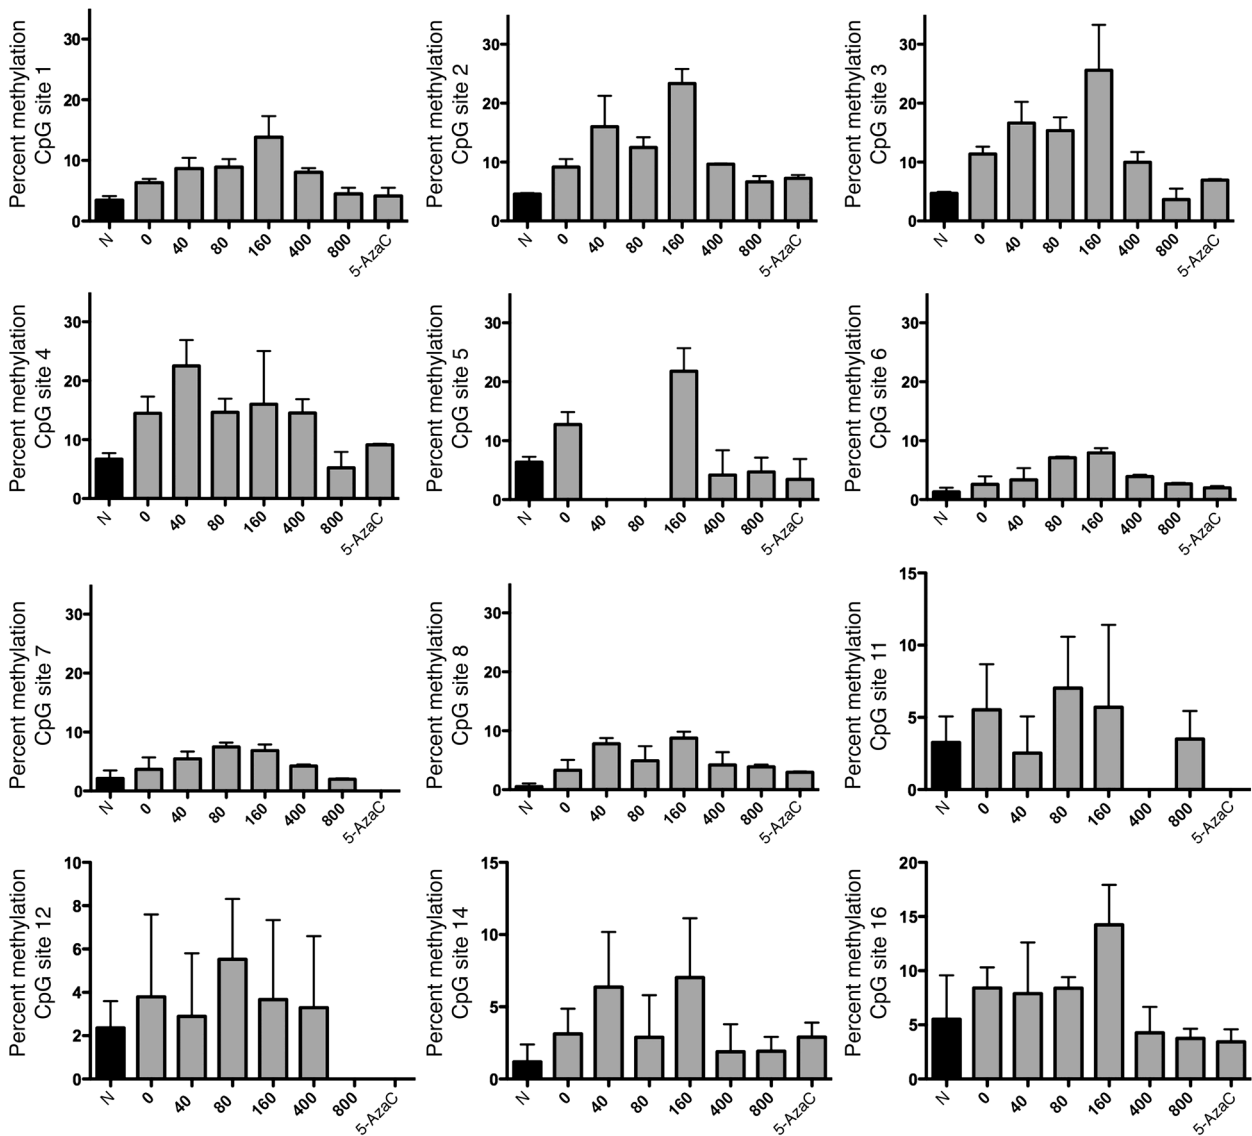 Percent methylation
CpG site 1
30
20
10
0
N 0 40 80 160 400 800 5-AzaC
Percent methylation
CpG site 2
30
20
10
0
N 0 40 80 160 400 800 5-AzaC
Percent methylation
CpG site 3
30
20
10
0
N 0 40 80 160 400 800 5-AzaC
Percent methylation
CpG site 4
30
20
10
0
N 0 40 80 160 400 800 5-AzaC
Percent methylation
CpG site 5
30
20
10
0
N 0 40 80 160 400 800 5-AzaC
Percent methylation
CpG site 6
30
20
10
0
N 0 40 80 160 400 800 5-AzaC
Percent methylation
CpG site 7
30
20
10
0
N 0 40 80 160 400 800 5-AzaC
Percent methylation
CpG site 8
30
20
10
0
N 0 40 80 160 400 800 5-AzaC
Percent methylation
CpG site 11
15
10
5
0
N 0 40 80 160 400 800 5-AzaC
Percent methylation
CpG site 12
10
8
6
4
2
0
N 0 40 80 160 400 800 5-AzaC
Percent methylation
CpG site 14
15
10
5
0
N 0 40 80 160 400 800 5-AzaC
Percent methylation
CpG site 16
20
15
10
5
0
N 0 40 80 160 400 800 5-AzaC